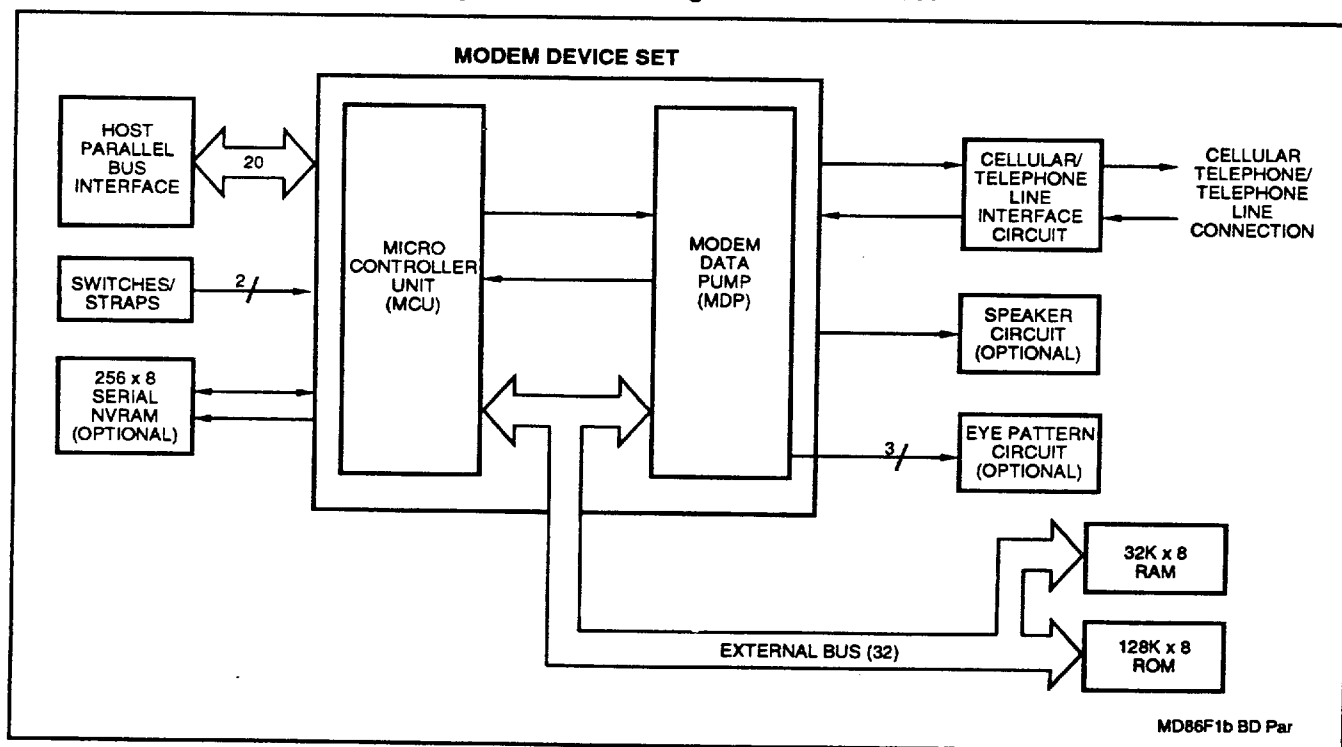 MODEM DEVICE SET
HOST
PARALLEL
BUS
INTERFACE
20
SWITCHES/
STRAPS
2
256 x 8
SERIAL
NVRAM
(OPTIONAL)
MICRO
CONTROLLER
UNIT
(MCU)
MODEM
DATA
PUMP
(MDP)
CELLULAR/
TELEPHONE
LINE
INTERFACE
CIRCUIT
CELLULAR
TELEPHONE/
TELEPHONE
LINE
CONNECTION
SPEAKER
CIRCUIT
(OPTIONAL)
3
EYE PATTERN
CIRCUIT
(OPTIONAL)
32K x 8
RAM
EXTERNAL BUS (32)
128K x 8
ROM
MD86F1b BD Par